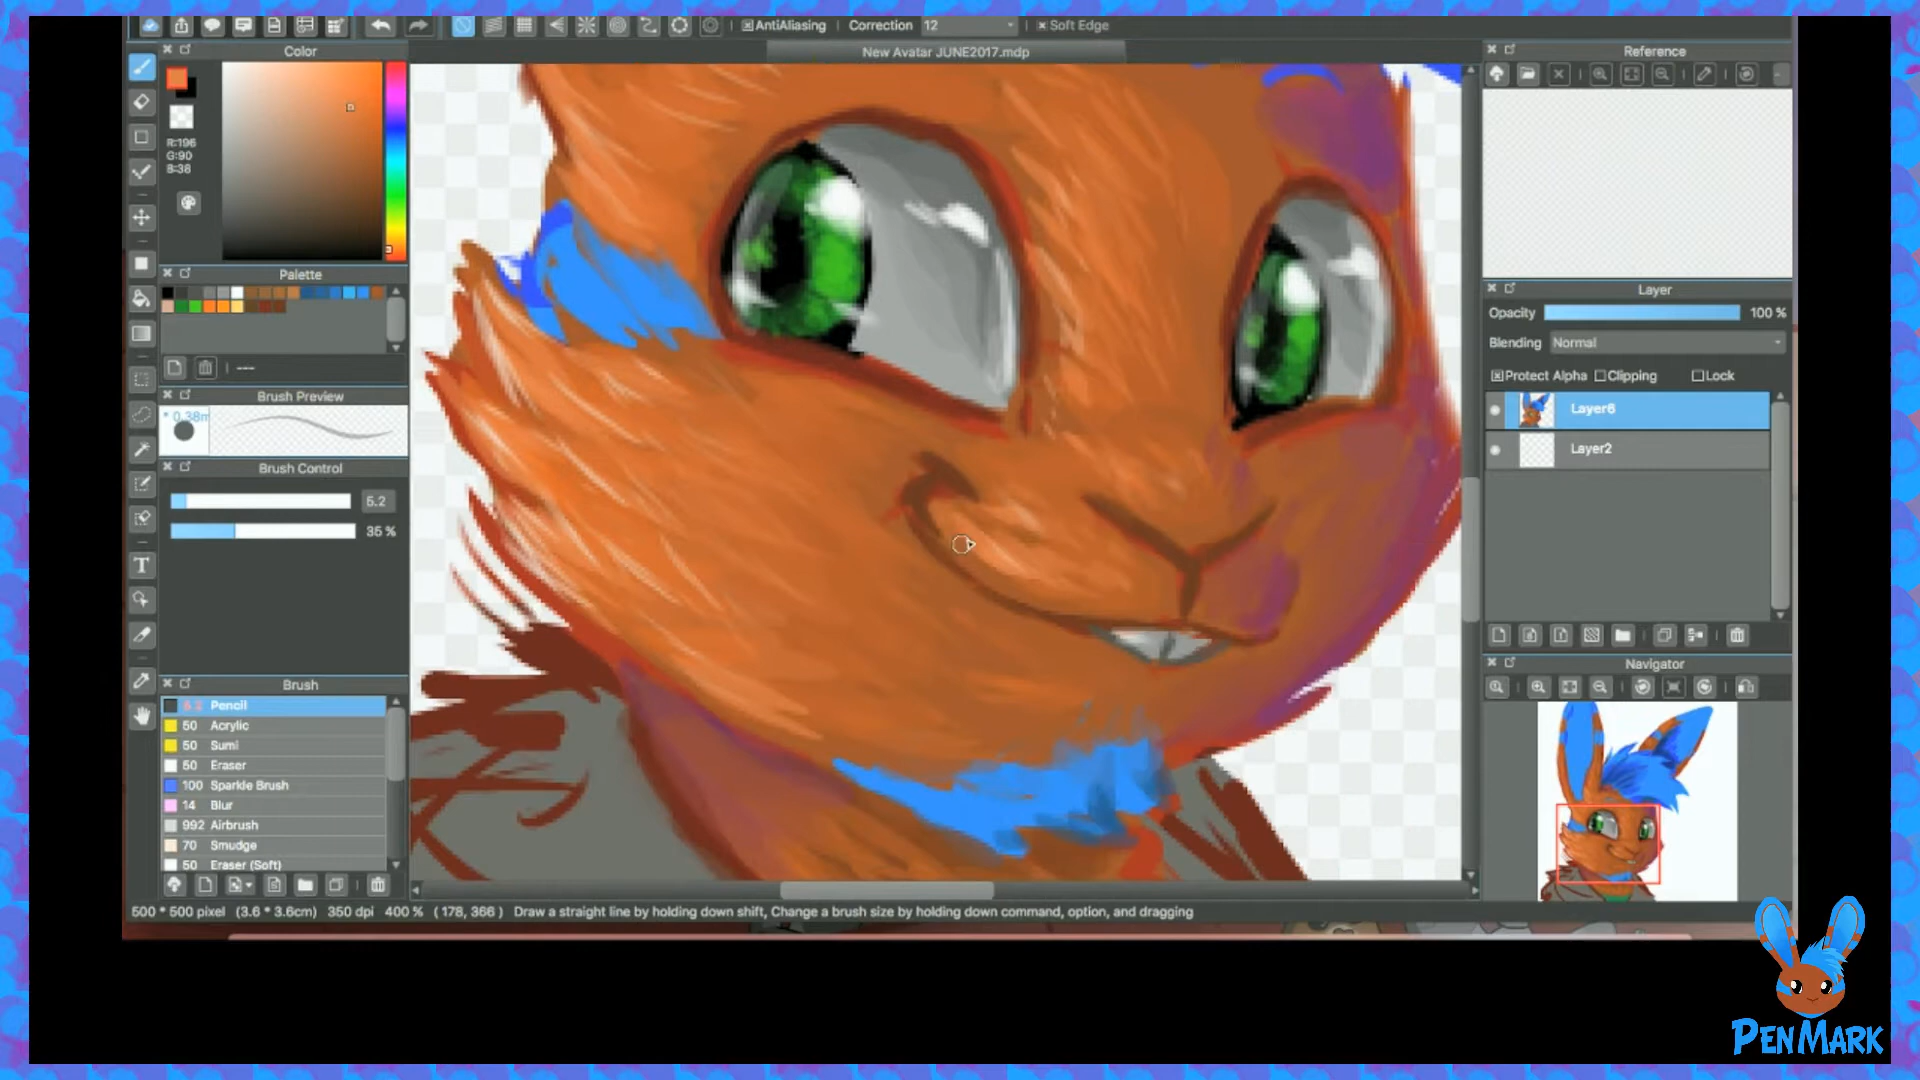 AntiAliasing Correction 12 Soft Edge
New Avatar JUNE2017.mdp
Color
R:196
G:90
B:38
Palette
---
Brush Preview
* 0.38m
Brush Control
5.2
35 %
Brush
5.2 Pencil
50 Acrylic
50 Sumi
50 Eraser
100 Sparkle Brush
14 Blur
992 Airbrush
70 Smudge
50 Eraser (Soft)
Reference
Layer
Opacity 100 %
Blending Normal
Protect Alpha Clipping Lock
Layer6
Layer2
Navigator
500 * 500 pixel (3.6 * 3.6cm) 350 dpi 400 % ( 178, 366 ) Draw a straight line by holding down shift, Change a brush size by holding down command, option, and dragging
PENMARK